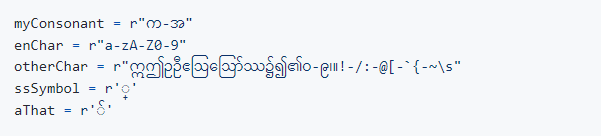 myConsonant = r"က-အ"
enChar = r"a-zA-Z0-9"
otherChar = r"ဣဤဥဦဧဩဪဿ၌၍၏၀-၉၊။!-/:-@[-`{-~\s"
ssSymbol = r'္'
aThat = r'်'